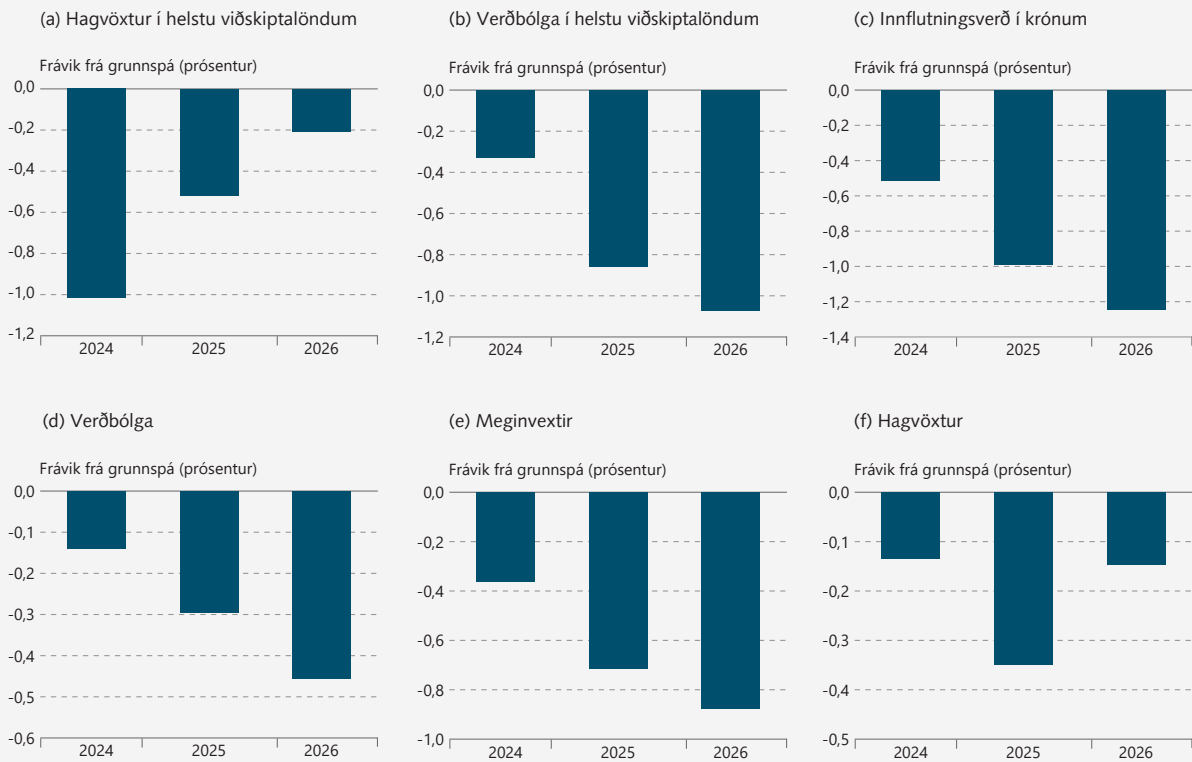 (a) Hagvöxtur í helstu viðskiptalöndum
Frávik frá grunnspá (prósentur)
0,0
-0,2
-0,4
-0,6
-0,8
-1,0
-1,2
2024 2025 2026
(b) Verðbólga í helstu viðskiptalöndum
Frávik frá grunnspá (prósentur)
0,0
-0,2
-0,4
-0,6
-0,8
-1,0
-1,2
2024 2025 2026
(c) Innflutningsverð í krónum
Frávik frá grunnspá (prósentur)
0,0
-0,2
-0,4
-0,6
-0,8
-1,0
-1,2
-1,4
2024 2025 2026
(d) Verðbólga
Frávik frá grunnspá (prósentur)
0,0
-0,1
-0,2
-0,3
-0,4
-0,5
-0,6
2024 2025 2026
(e) Meginvextir
Frávik frá grunnspá (prósentur)
0,0
-0,2
-0,4
-0,6
-0,8
-1,0
2024 2025 2026
(f) Hagvöxtur
Frávik frá grunnspá (prósentur)
0,0
-0,1
-0,2
-0,3
-0,4
-0,5
2024 2025 2026